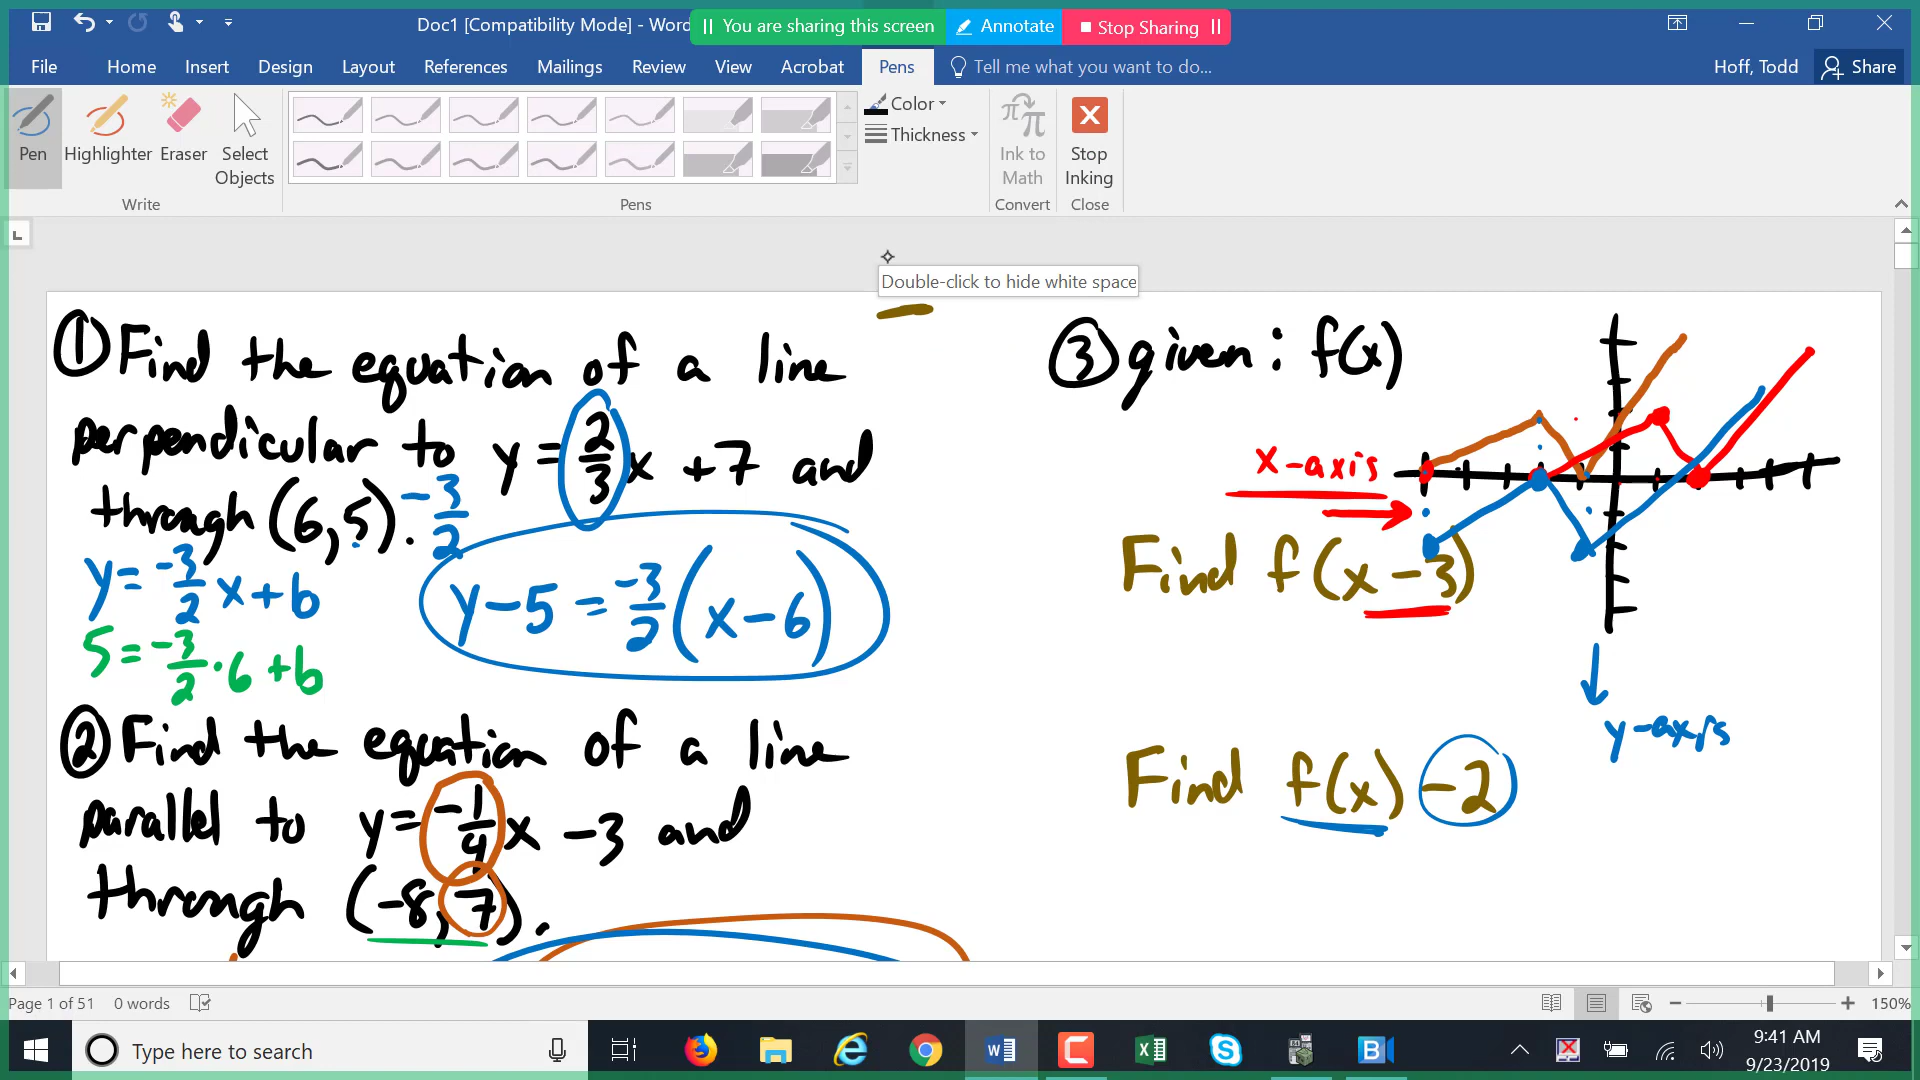 Doc1 [Compatibility Mode] - Word
You are sharing this screen
Annotate
Stop Sharing
File Home Insert Design Layout References Mailings Review View Acrobat Pens Tell me what you want to do... Hoff, Todd Share
Pen Highlighter Eraser Select Objects
Color
Thickness
Ink to Math
Stop Inking
Write Pens Convert Close
Double-click to hide white space
① Find the equation of a line
perpendicular to y = 2/3 x + 7 and
through (6,5). -3/2
y = -3/2 x + b
y - 5 = -3/2 (x - 6)
5 = -3/2 · 6 + b
② Find the equation of a line
parallel to y = -1/4 x - 3 and
through (-8, 7).
③ given: f(x)
x-axis
Find f(x - 3)
y-axis
Find f(x) - 2
Page 1 of 51 0 words 150%
Type here to search
9:41 AM
9/23/2019